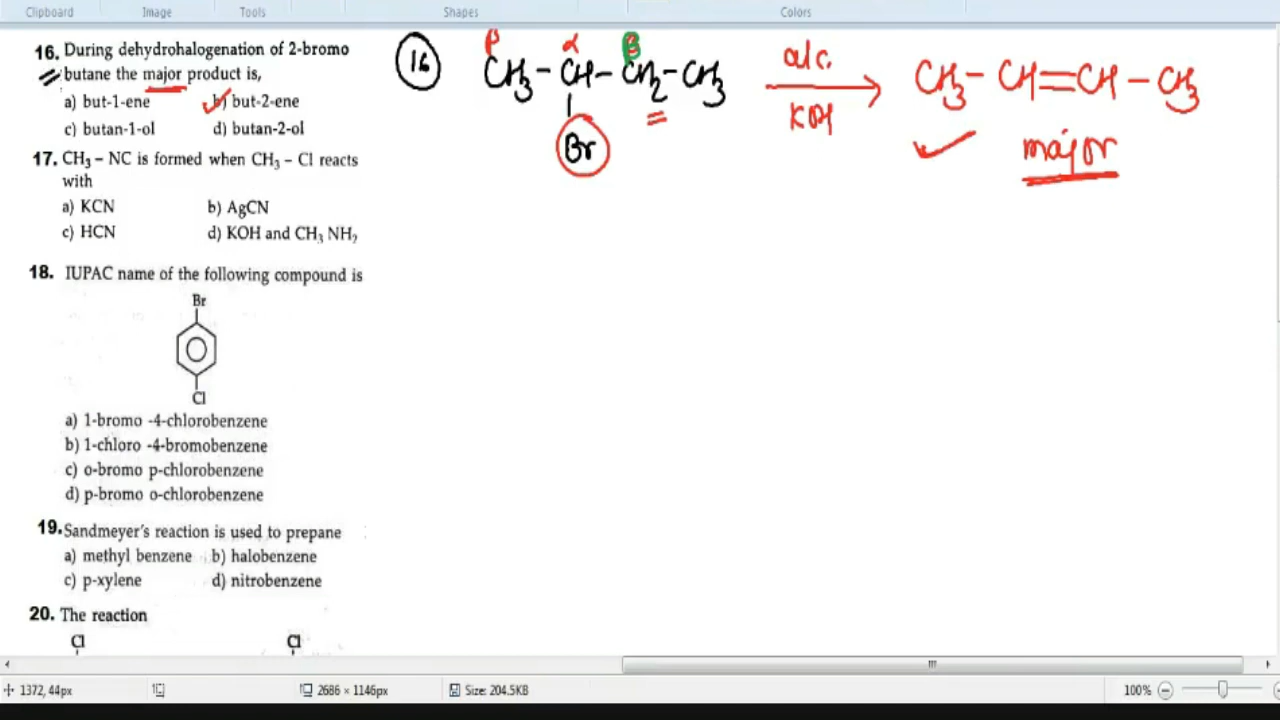 Clipboard
Image
Tools
Shapes
Colors
16. During dehydrohalogenation of 2-bromo
butane the major product is,
a) but-1-ene b) but-2-ene
c) butan-1-ol d) butan-2-ol
17. CH3 – NC is formed when CH3 – Cl reacts
with
a) KCN b) AgCN
c) HCN d) KOH and CH3 NH2
18. IUPAC name of the following compound is
Br
Cl
a) 1-bromo -4-chlorobenzene
b) 1-chloro -4-bromobenzene
c) o-bromo p-chlorobenzene
d) p-bromo o-chlorobenzene
19. Sandmeyer's reaction is used to prepane
a) methyl benzene b) halobenzene
c) p-xylene d) nitrobenzene
20. The reaction
Cl Cl
16
β α β
CH3 – CH – CH2 – CH3
Br
alc.
KOH
CH3 – CH = CH – CH3
major
1372, 44px
2686 × 1146px
Size: 204.5KB
100%